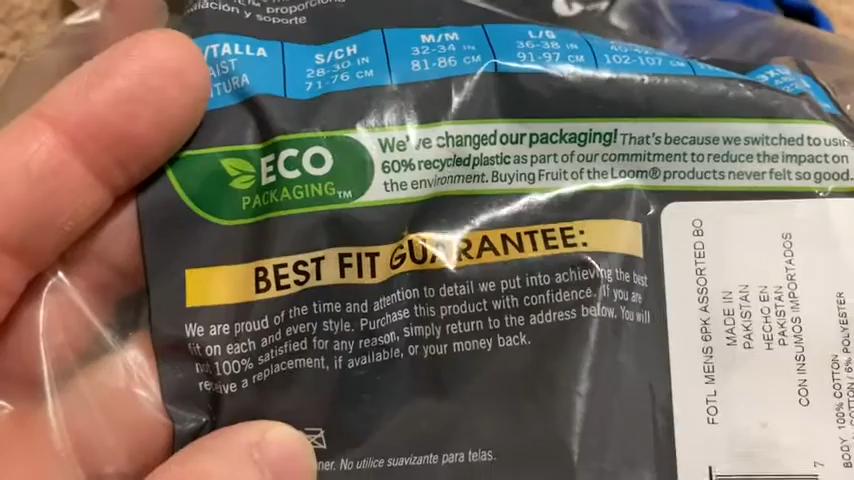 proporcio
ulación y soporte
/TALLA
AIST
TURA
S/CH
28-30 IN
71-76 CM
M/M
32-34 IN
81-86 CM
L/G
36-38 IN
91-97 CM
102-107 CM
ECO
PACKAGING™
We've changed our packaging! That's because we switched to using
60% recycled plastic as part of our commitment to reduce the impact on
the environment. Buying Fruit of the Loom® products never felt so good.
BEST FIT GUARANTEE:
We are proud of the time and attention to detail we put into achieving the best
fit on each and every style. Purchase this product with confidence. If you are
not 100% satisfied for any reason, simply return to the address below. You will
receive a replacement, if available, or your money back.
ner. No utilice suavizante para telas.
FOTL MENS 6PK ASSORTED BO
MADE IN
PAKISTAN
HECHO EN
PAKISTAN
CON INSUMOS IMPORTADOS
BODY 100% COTTON
COTTON / 6% POLYESTER
7